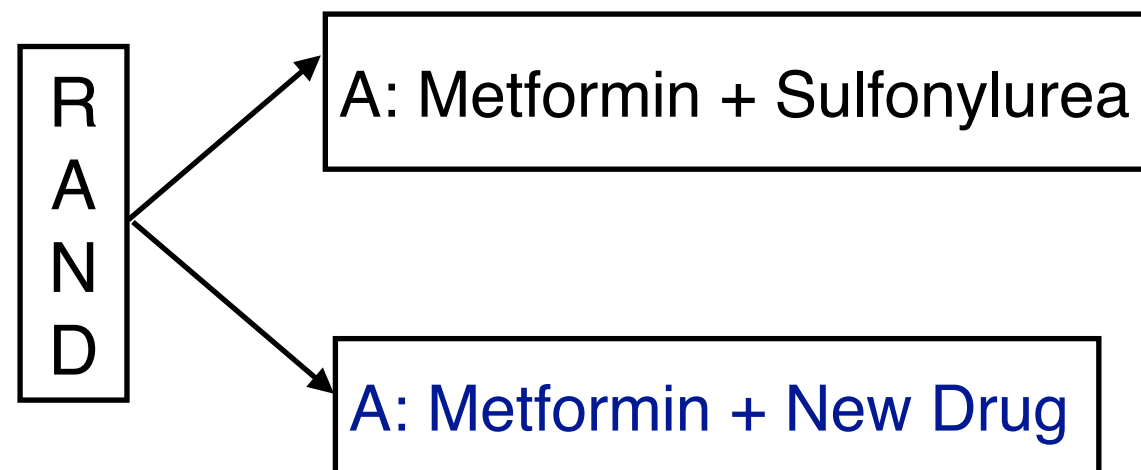 R
A
N
D
A: Metformin + Sulfonylurea
A: Metformin + New Drug